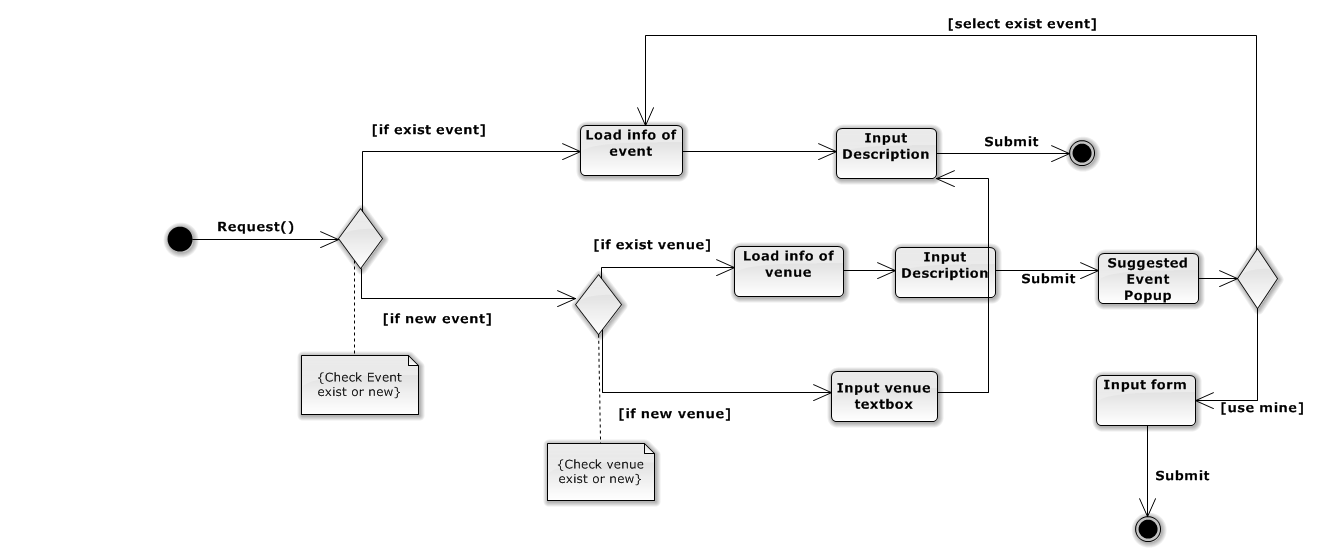 [select exist event]
[if exist event]
Load info of
event
Input
Description
Submit
Request()
[if exist venue]
Load info of
venue
Input
Description
Submit
Suggested
Event
Popup
[if new event]
{Check Event
exist or new}
Input venue
textbox
Input form
[use mine]
[if new venue]
{Check venue
exist or new}
Submit